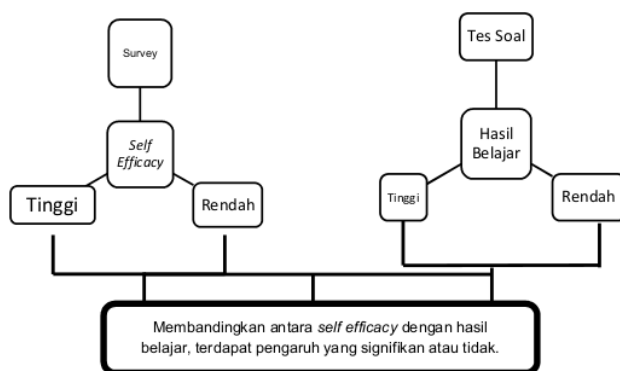 Survey
Self
Efficacy
Tinggi
Rendah
Tes Soal
Hasil
Belajar
Tinggi
Rendah
Membandingkan antara self efficacy dengan hasil
belajar, terdapat pengaruh yang signifikan atau tidak.